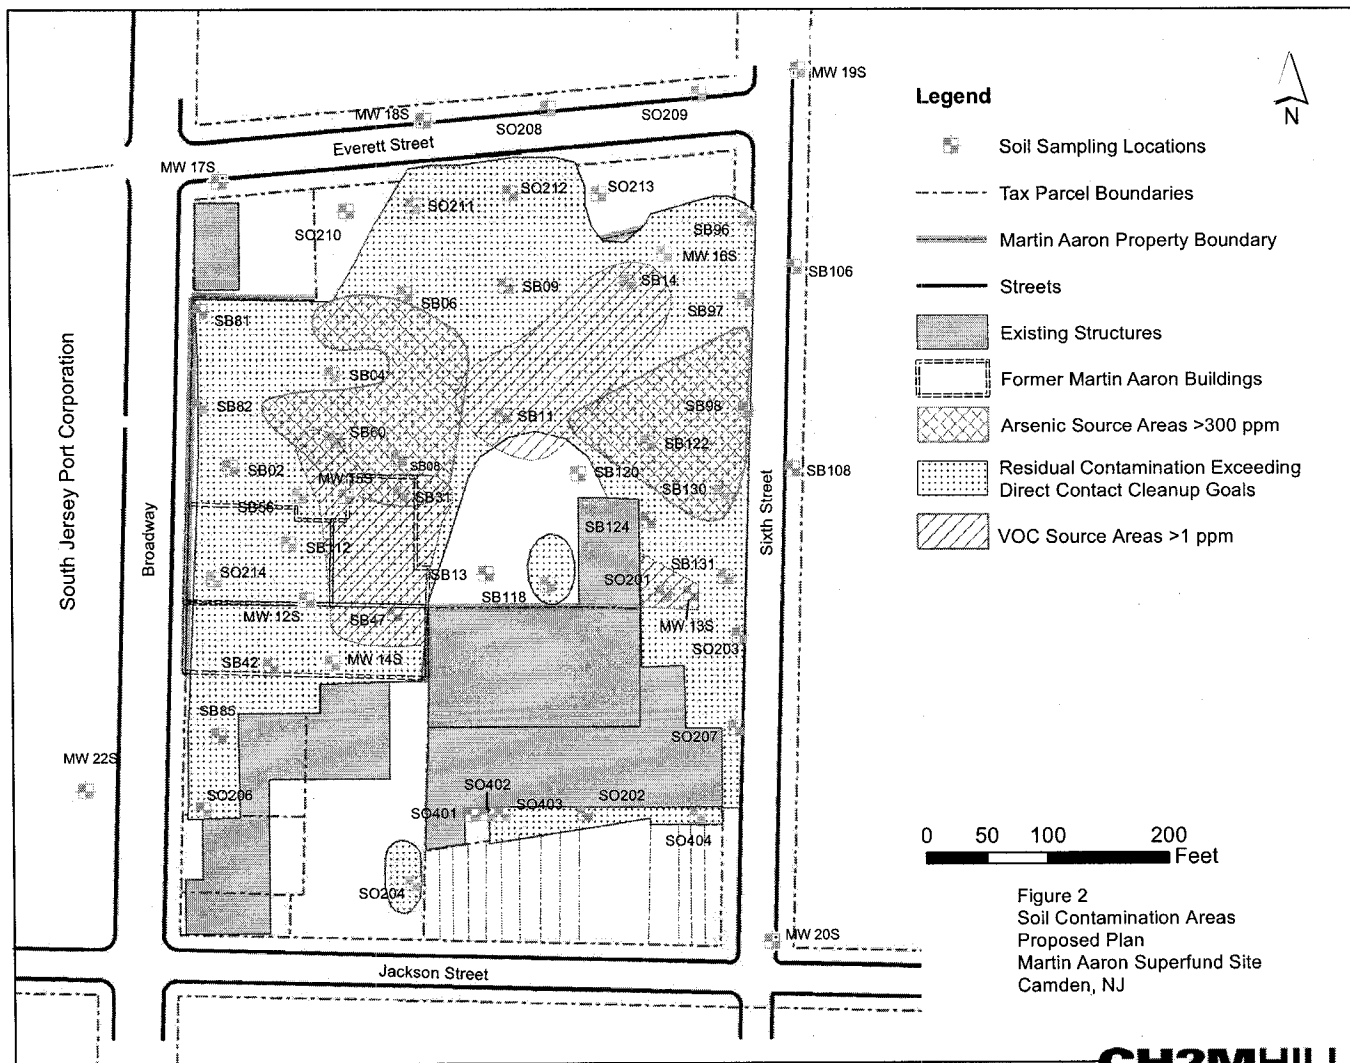 MW 19S
MW 18S
SO208
SO209
Everett Street
MW 17S
SO212
SO213
SO211
SO210
SB96
MW 16S
SB106
SB09
SB14
SB06
SB97
SB81
SB04
SB82
SB11
SB98
SB60
SB122
SB08
SB02
MW 15S
SB120
SB108
SB31
SB130
SB56
SB124
SB112
SB13
SB131
SO214
SO201
SB118
MW 12S
SB47
MW 13S
SO203
SB42
MW 14S
SB85
SO207
MW 22S
SO402
SO206
SO401
SO403
SO202
SO404
SO204
MW 20S
Jackson Street
South Jersey Port Corporation
Broadway
Sixth Street
Legend
Soil Sampling Locations
Tax Parcel Boundaries
Martin Aaron Property Boundary
Streets
Existing Structures
Former Martin Aaron Buildings
Arsenic Source Areas >300 ppm
Residual Contamination Exceeding
Direct Contact Cleanup Goals
VOC Source Areas >1 ppm
N
0 50 100 200
Feet
Figure 2
Soil Contamination Areas
Proposed Plan
Martin Aaron Superfund Site
Camden, NJ
CH2MHILL